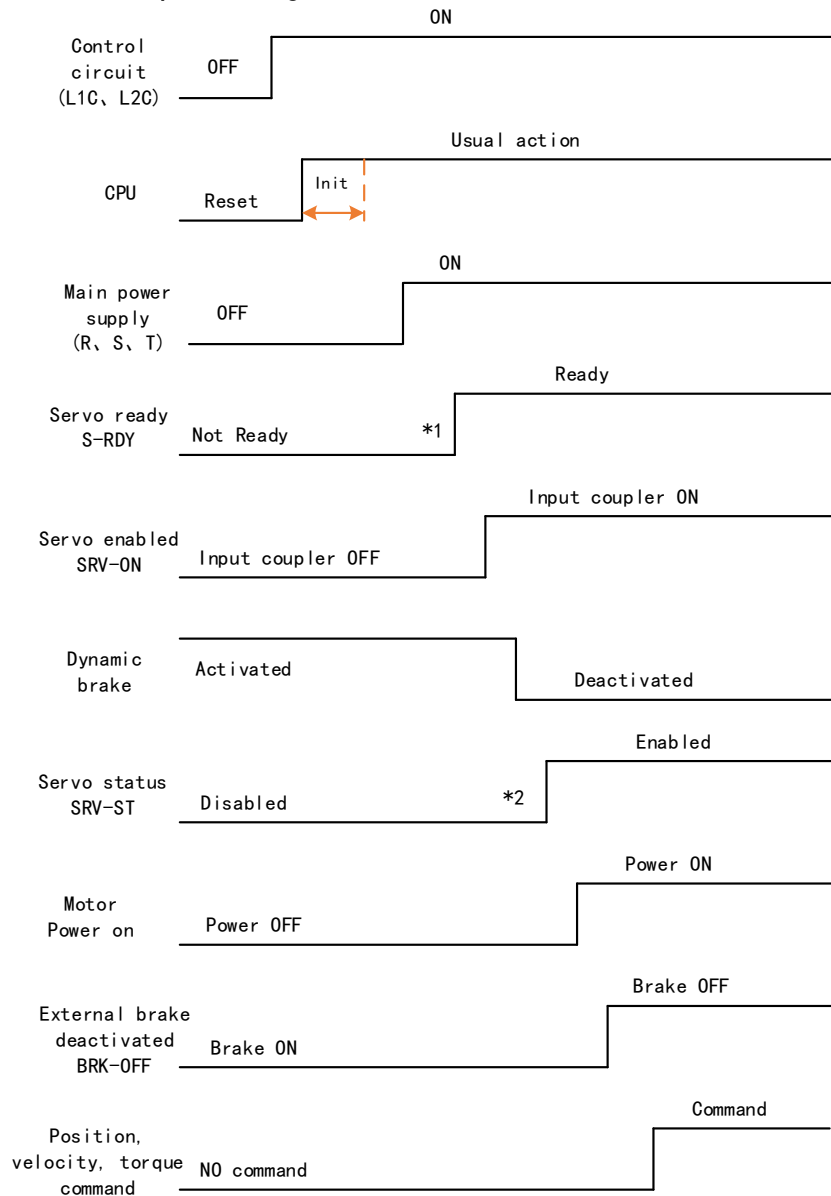 ON
Control
circuit
(L1C、L2C)
OFF
Usual action
CPU
Reset
Init
ON
Main power
supply
(R、S、T)
OFF
Ready
Servo ready
S-RDY
Not Ready
*1
Input coupler ON
Servo enabled
SRV-ON
Input coupler OFF
Dynamic
brake
Activated
Deactivated
Enabled
Servo status
SRV-ST
Disabled
*2
Power ON
Motor
Power on
Power OFF
Brake OFF
External brake
deactivated
BRK-OFF
Brake ON
Command
Position,
velocity, torque
command
NO command